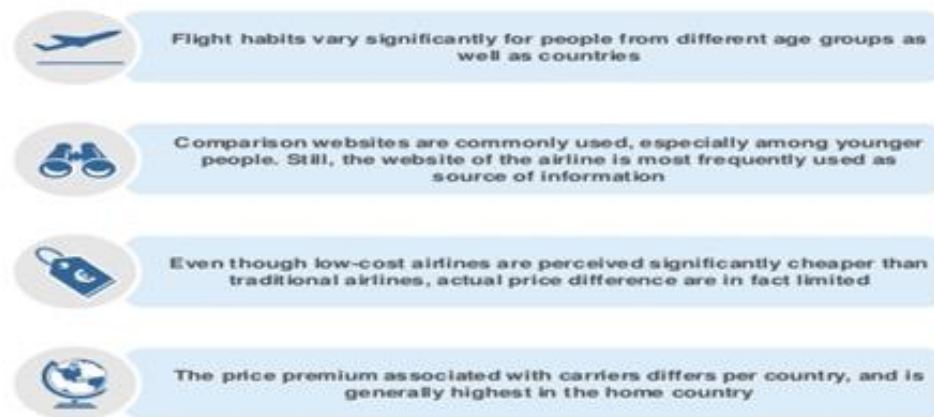 Flight habits vary significantly for people from different age groups as
well as countries
Comparison websites are commonly used, especially among younger
people. Still, the website of the airline is most frequently used as
source of information
Even though low-cost airlines are perceived significantly cheaper than
traditional airlines, actual price difference are in fact limited
The price premium associated with carriers differs per country, and is
generally highest in the home country